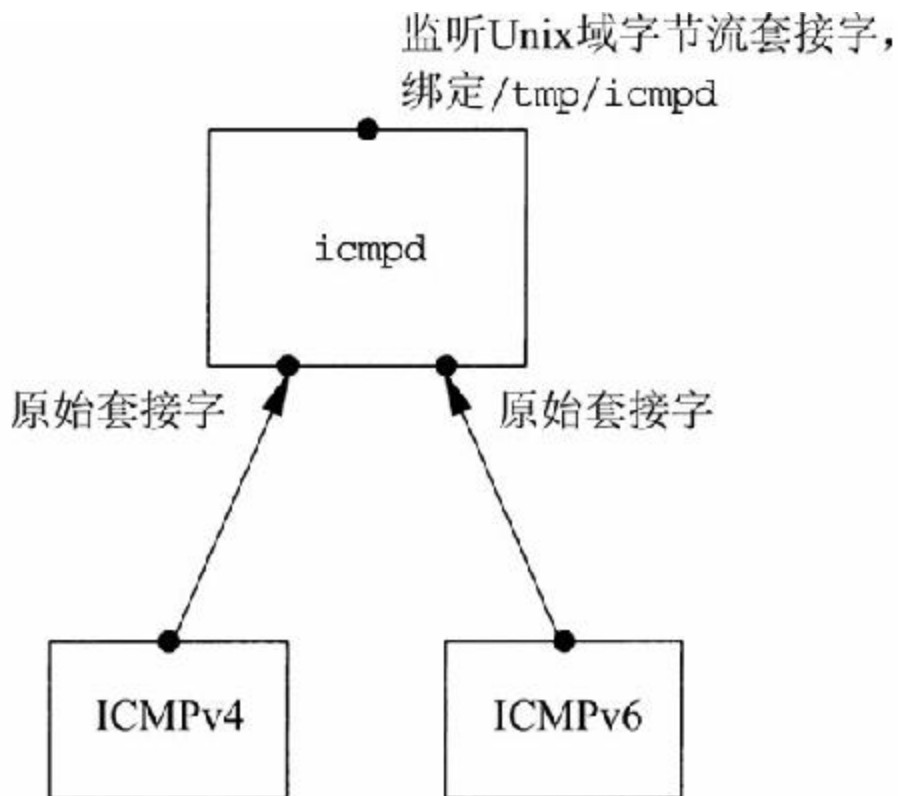 监听Unix域字节流套接字，
绑定/tmp/icmpd
icmpd
原始套接字
原始套接字
ICMPv4
ICMPv6